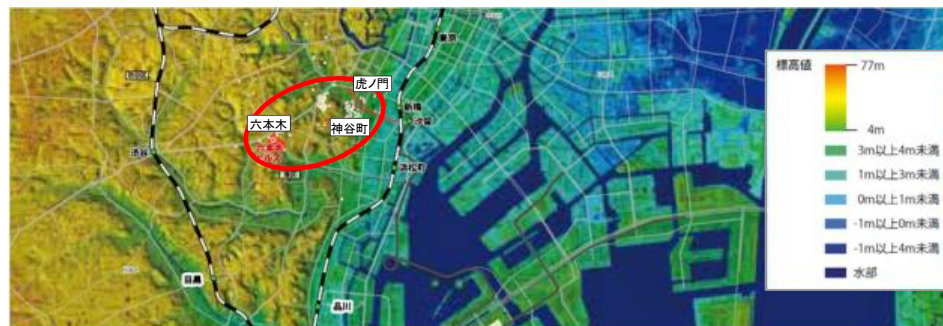 東京
虎ノ門
新橋
汐留
六本木
神谷町
渋谷
浜松町
目黒
品川
標高値
77m
4m
3m以上4m未満
1m以上3m未満
0m以上1m未満
-1m以上0m未満
-1m以上4m未満
水部